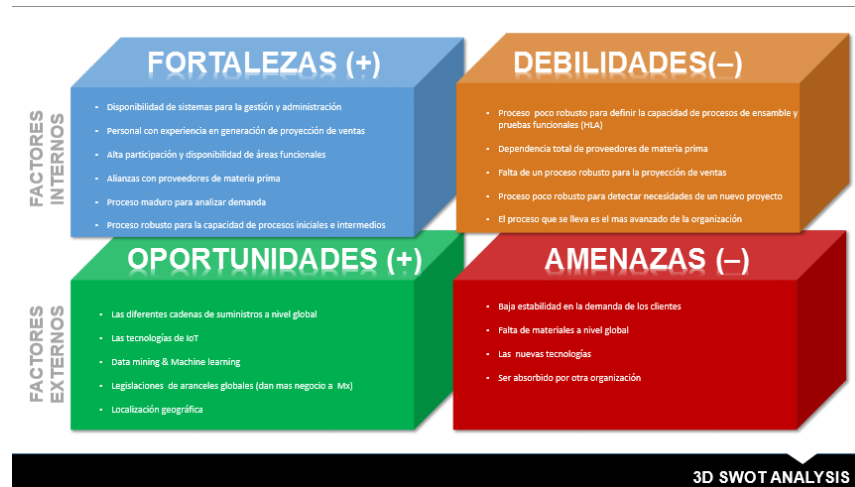 FORTALEZAS (+)
• Disponibilidad de sistemas para la gestión y administración
• Personal con experiencia en generación de proyección de ventas
• Alta participación y disponibilidad de áreas funcionales
• Alianzas con proveedores de materia prima
• Proceso maduro para analizar demanda
• Proceso robusto para la capacidad de procesos iniciales e intermedios
DEBILIDADES(–)
• Proceso poco robusto para definir la capacidad de procesos de ensamble y
pruebas funcionales (HLA)
• Dependencia total de proveedores de materia prima
• Falta de un proceso robusto para la proyección de ventas
• Proceso poco robusto para detectar necesidades de un nuevo proyecto
• El proceso que se lleva es el mas avanzado de la organización
FACTORES
INTERNOS
OPORTUNIDADES (+)
• Las diferentes cadenas de suministros a nivel global
• Las tecnologías de IoT
• Data mining & Machine learning
• Legislaciones de aranceles globales (dan mas negocio a Mx)
• Localización geográfica
AMENAZAS (–)
• Baja estabilidad en la demanda de los clientes
• Falta de materiales a nivel global
• Las nuevas tecnologías
• Ser absorbido por otra organización
FACTORES
EXTERNOS
3D SWOT ANALYSIS